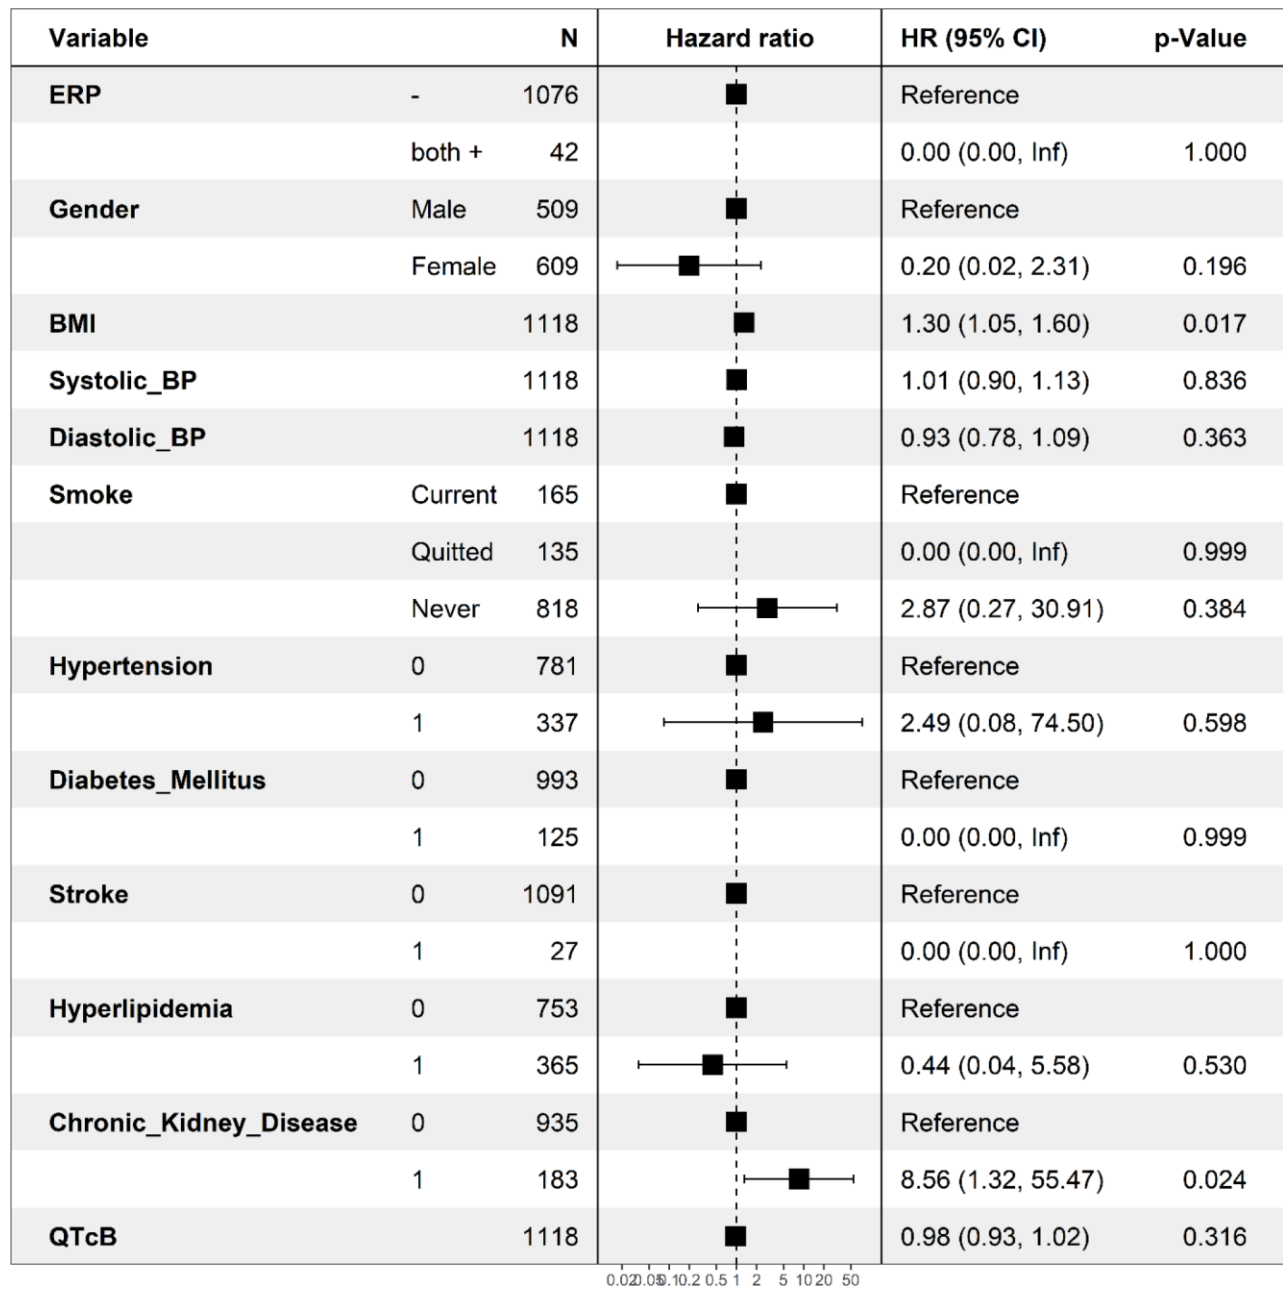 Variable N Hazard ratio HR (95% CI) p-Value
ERP - 1076 Reference
both + 42 0.00 (0.00, Inf) 1.000
Gender Male 509 Reference
Female 609 0.20 (0.02, 2.31) 0.196
BMI 1118 1.30 (1.05, 1.60) 0.017
Systolic_BP 1118 1.01 (0.90, 1.13) 0.836
Diastolic_BP 1118 0.93 (0.78, 1.09) 0.363
Smoke Current 165 Reference
Quitted 135 0.00 (0.00, Inf) 0.999
Never 818 2.87 (0.27, 30.91) 0.384
Hypertension 0 781 Reference
1 337 2.49 (0.08, 74.50) 0.598
Diabetes_Mellitus 0 993 Reference
1 125 0.00 (0.00, Inf) 0.999
Stroke 0 1091 Reference
1 27 0.00 (0.00, Inf) 1.000
Hyperlipidemia 0 753 Reference
1 365 0.44 (0.04, 5.58) 0.530
Chronic_Kidney_Disease 0 935 Reference
1 183 8.56 (1.32, 55.47) 0.024
QTcB 1118 0.98 (0.93, 1.02) 0.316
0.02 0.05 0.1 0.2 0.5 1 2 5 10 20 50